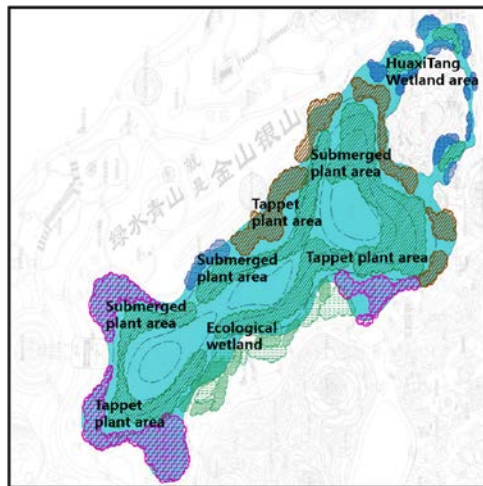 HuaxiTang
Wetland area
Submerged
plant area
绿水青山
就
是
金山银山
Tappet
plant area
Tappet plant area
Submerged
plant area
Submerged
plant area
Ecological
wetland
Tappet
plant area